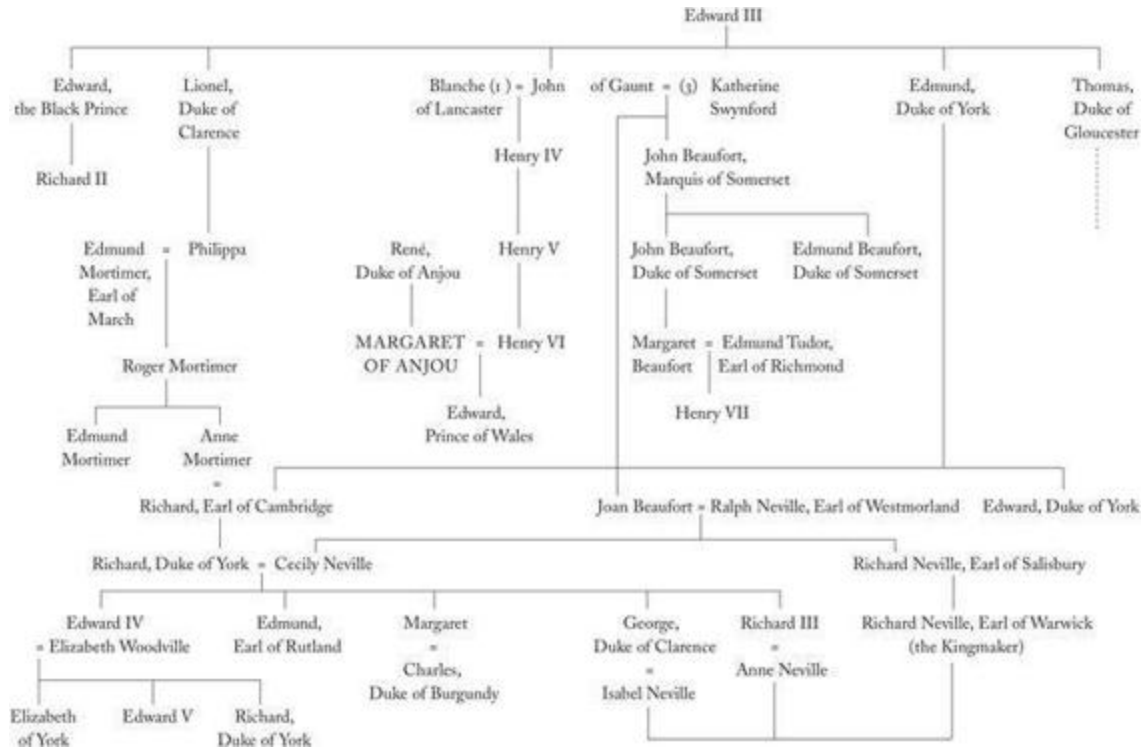 Edward III
Edward,
the Black Prince
Lionel,
Duke of
Clarence
Blanche (1) = John
of Lancaster
of Gaunt = (3) Katherine
Swynford
Edmund,
Duke of York
Thomas,
Duke of
Gloucester
Richard II
Henry IV
John Beaufort,
Marquis of Somerset
Edmund = Philippa
Mortimer,
Earl of
March
René,
Duke of Anjou
Henry V
John Beaufort,
Duke of Somerset
Edmund Beaufort,
Duke of Somerset
MARGARET = Henry VI
OF ANJOU
Margaret = Edmund Tudor,
Beaufort Earl of Richmond
Roger Mortimer
Edward,
Prince of Wales
Henry VII
Edmund
Mortimer
Anne
Mortimer
=
Richard, Earl of Cambridge
Joan Beaufort = Ralph Neville, Earl of Westmorland
Edward, Duke of York
Richard, Duke of York = Cecily Neville
Richard Neville, Earl of Salisbury
Edward IV
= Elizabeth Woodville
Edmund,
Earl of Rutland
Margaret
=
Charles,
Duke of Burgundy
George,
Duke of Clarence
=
Isabel Neville
Richard III
=
Anne Neville
Richard Neville, Earl of Warwick
(the Kingmaker)
Elizabeth
of York
Edward V
Richard,
Duke of York